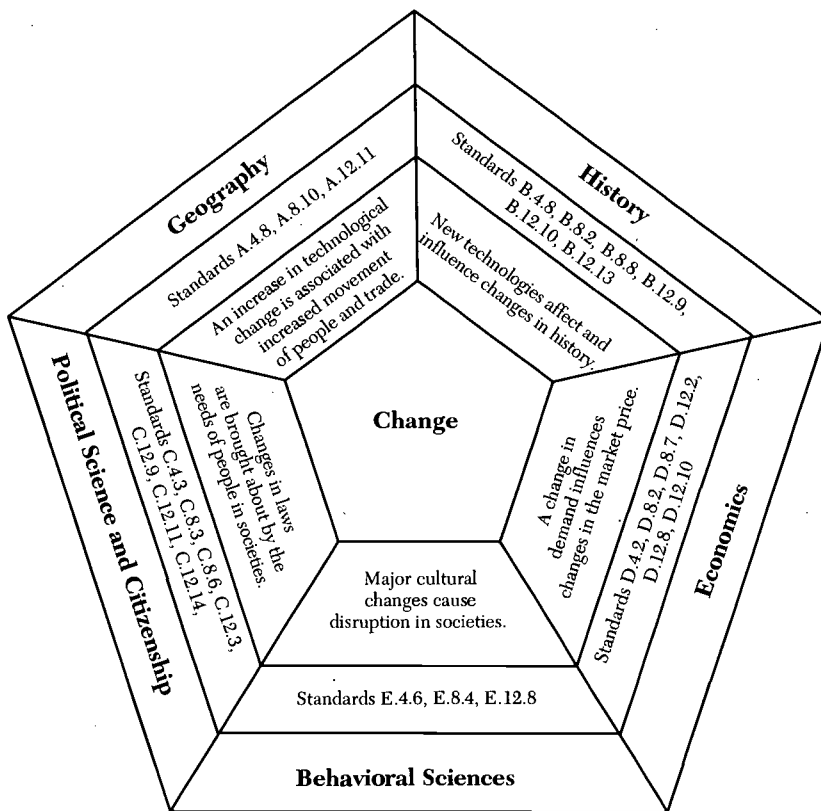 Geography
Standards A.4.8, A.8.10, A.12.11
An increase in technological
change is associated with
increased movement
of people and trade.
History
Standards B.4.8, B.8.2, B.8.8, B.12.9,
B.12.10, B.12.13
New technologies affect and
influence changes in history.
Change
Political Science and Citizenship
Standards C.4.3, C.8.3, C.8.6, C.12.3,
C.12.9, C.12.11, C.12.14,
Changes in laws
are brought about by the
needs of people in societies.
Economics
Standards D.4.2, D.8.2, D.8.7, D.12.2,
D.12.8, D.12.10
A change in
demand influences
changes in the market price.
Major cultural
changes cause
disruption in societies.
Standards E.4.6, E.8.4, E.12.8
Behavioral Sciences